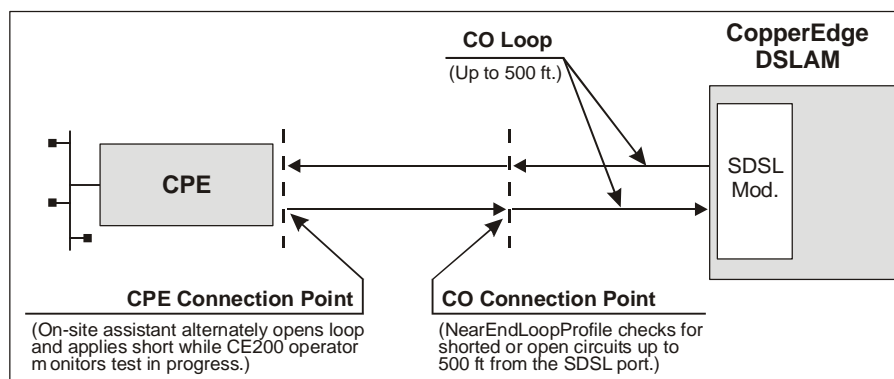 CopperEdge
DSLAM
CO Loop
(Up to 500 ft.)
CPE
SDSL
Mod.
CPE Connection Point
(On-site assistant alternately opens loop
and applies short while CE200 operator
monitors test in progress.)
CO Connection Point
(NearEndLoopProfile checks for
shorted or open circuits up to
500 ft from the SDSL port.)